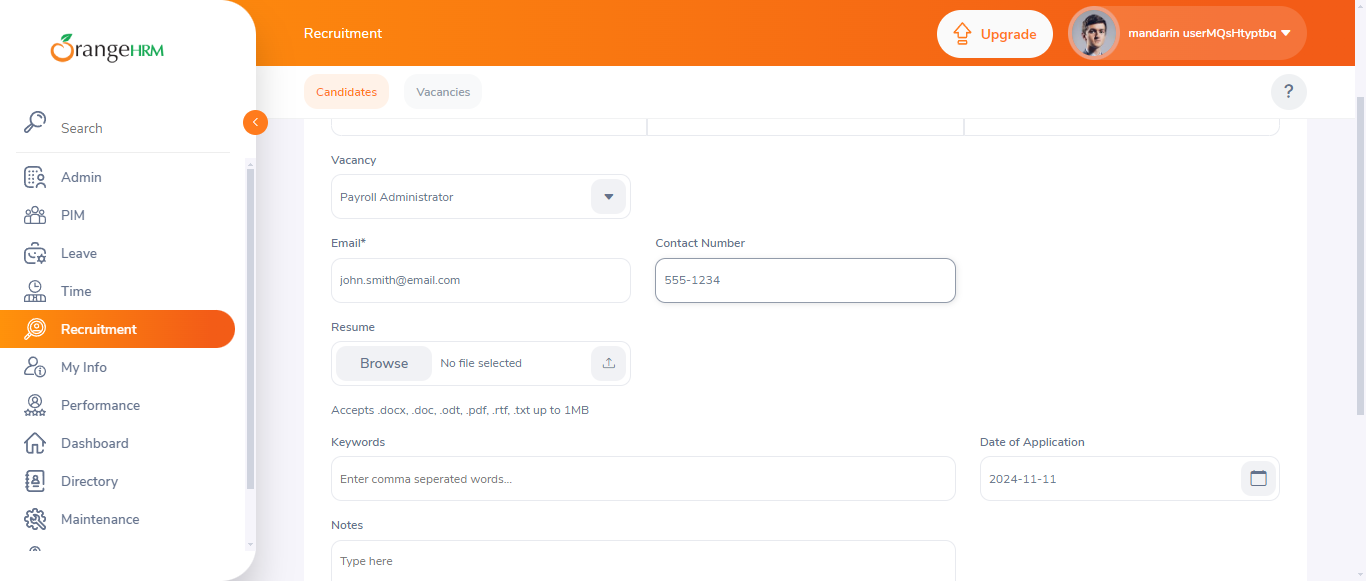 OrangeHRM
Search
Admin
PIM
Leave
Time
Recruitment
My Info
Performance
Dashboard
Directory
Maintenance
Recruitment
Upgrade
mandarin userMQsHtyptbq
Candidates
Vacancies
?
Vacancy
Payroll Administrator
Email*
Contact Number
john.smith@email.com
555-1234
Resume
Browse
No file selected
Accepts .docx, .doc, .odt, .pdf, .rtf, .txt up to 1MB
Keywords
Date of Application
Enter comma seperated words...
2024-11-11
Notes
Type here